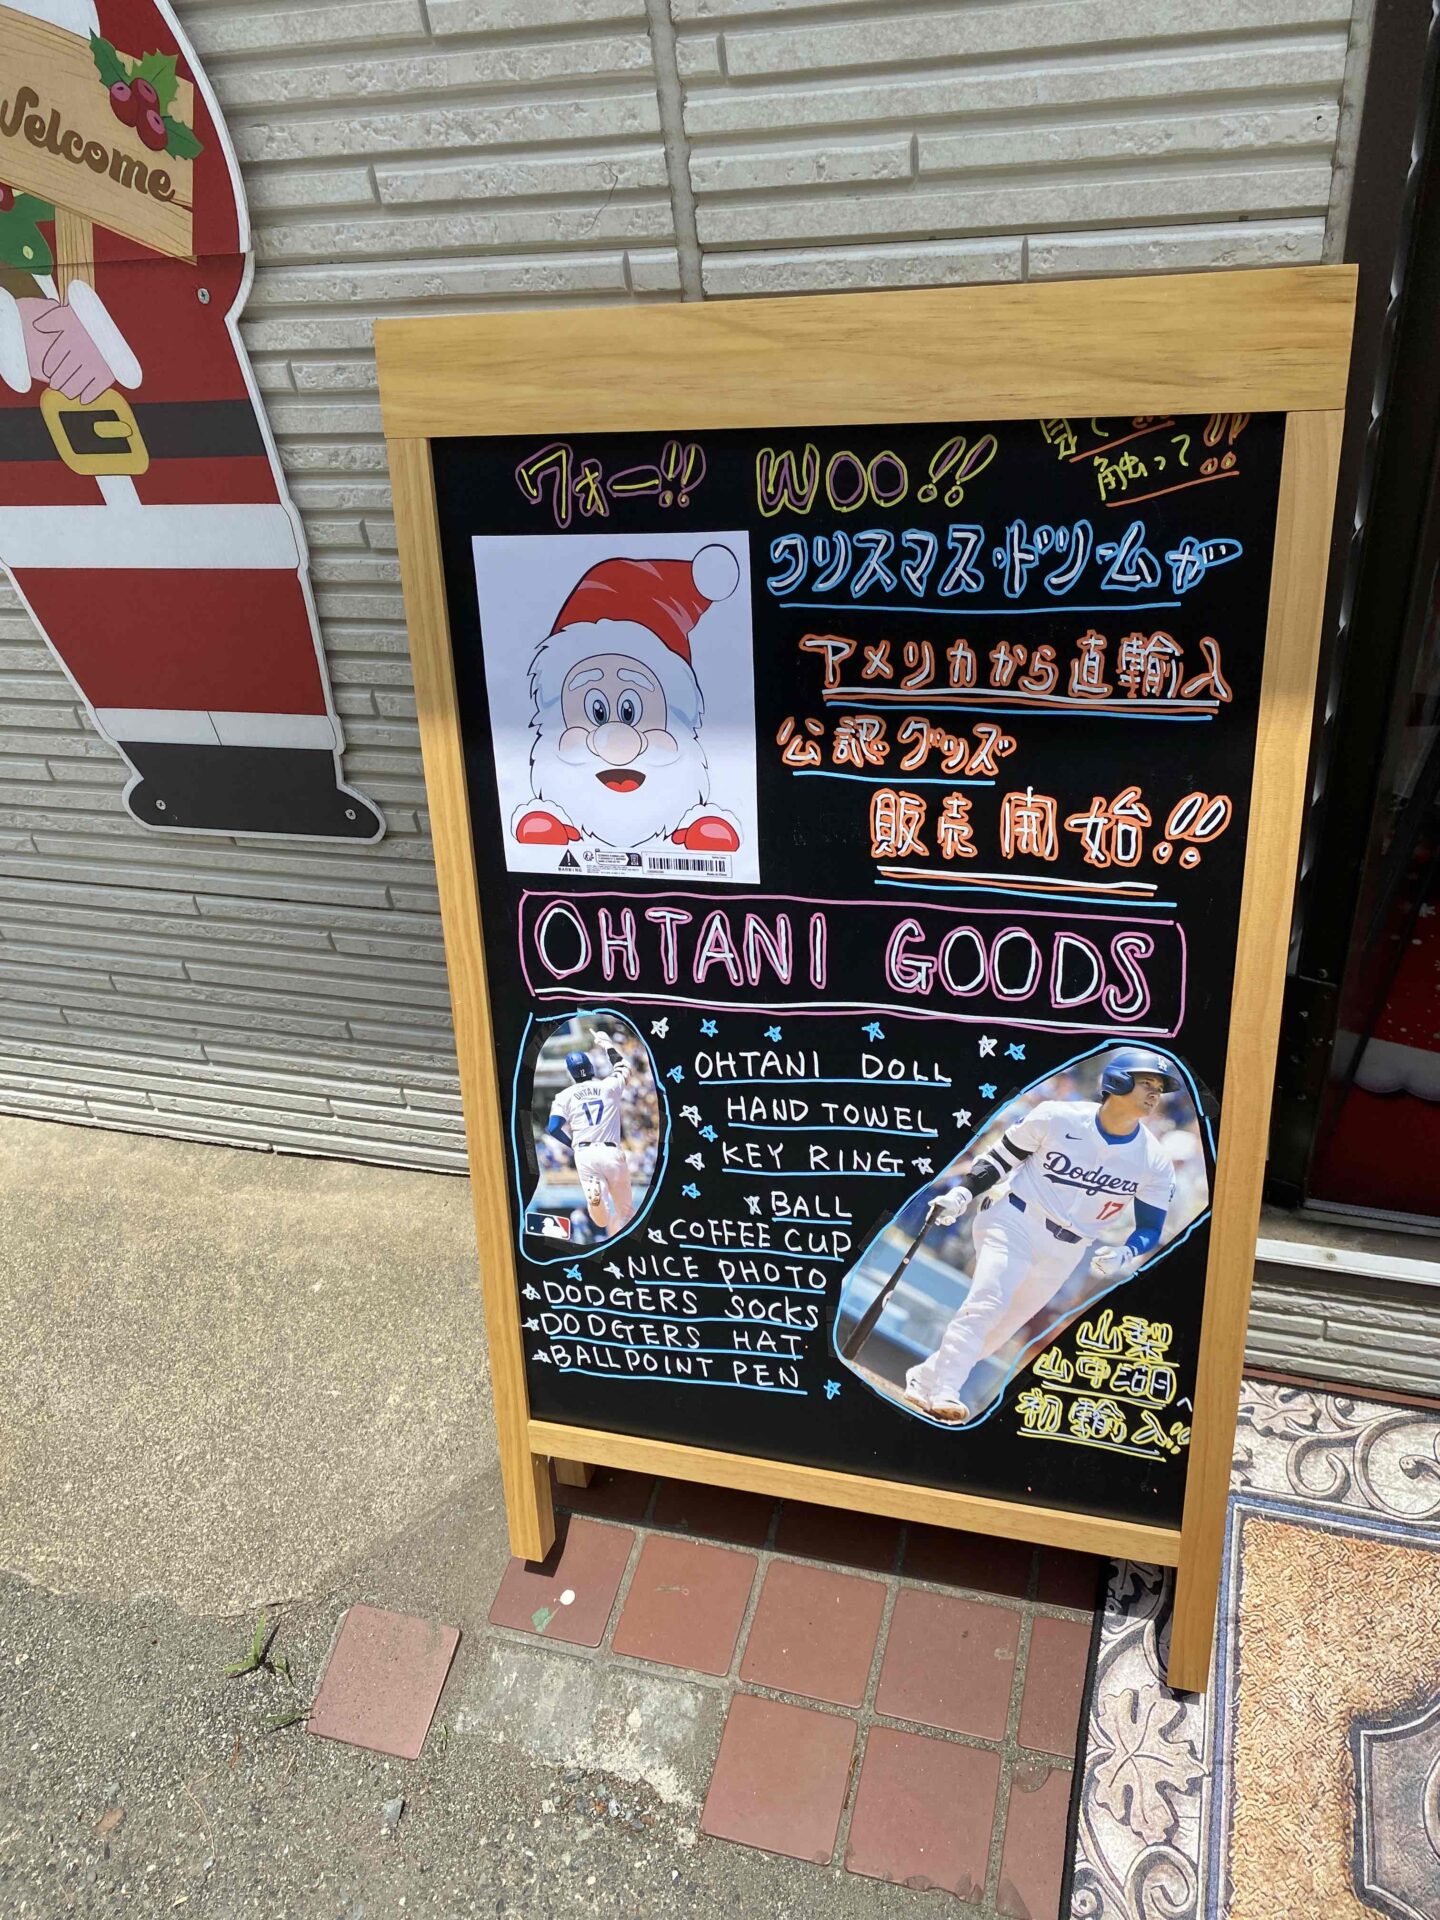 Welcome
ワォー!! WOO!!
見て!!
触って!!
クリスマス・ドリームが
アメリカから直輸入
公認グッズ
販売開始!!
WARNING
OHTANI GOODS
OHTANI DOLL
HAND TOWEL
KEY RING
BALL
COFFEE CUP
NICE PHOTO
DODGERS SOCKS
DODGERS HAT
BALLPOINT PEN
OHTANI
17
Dodgers
17
山梨
山中湖へ
初輸入!!